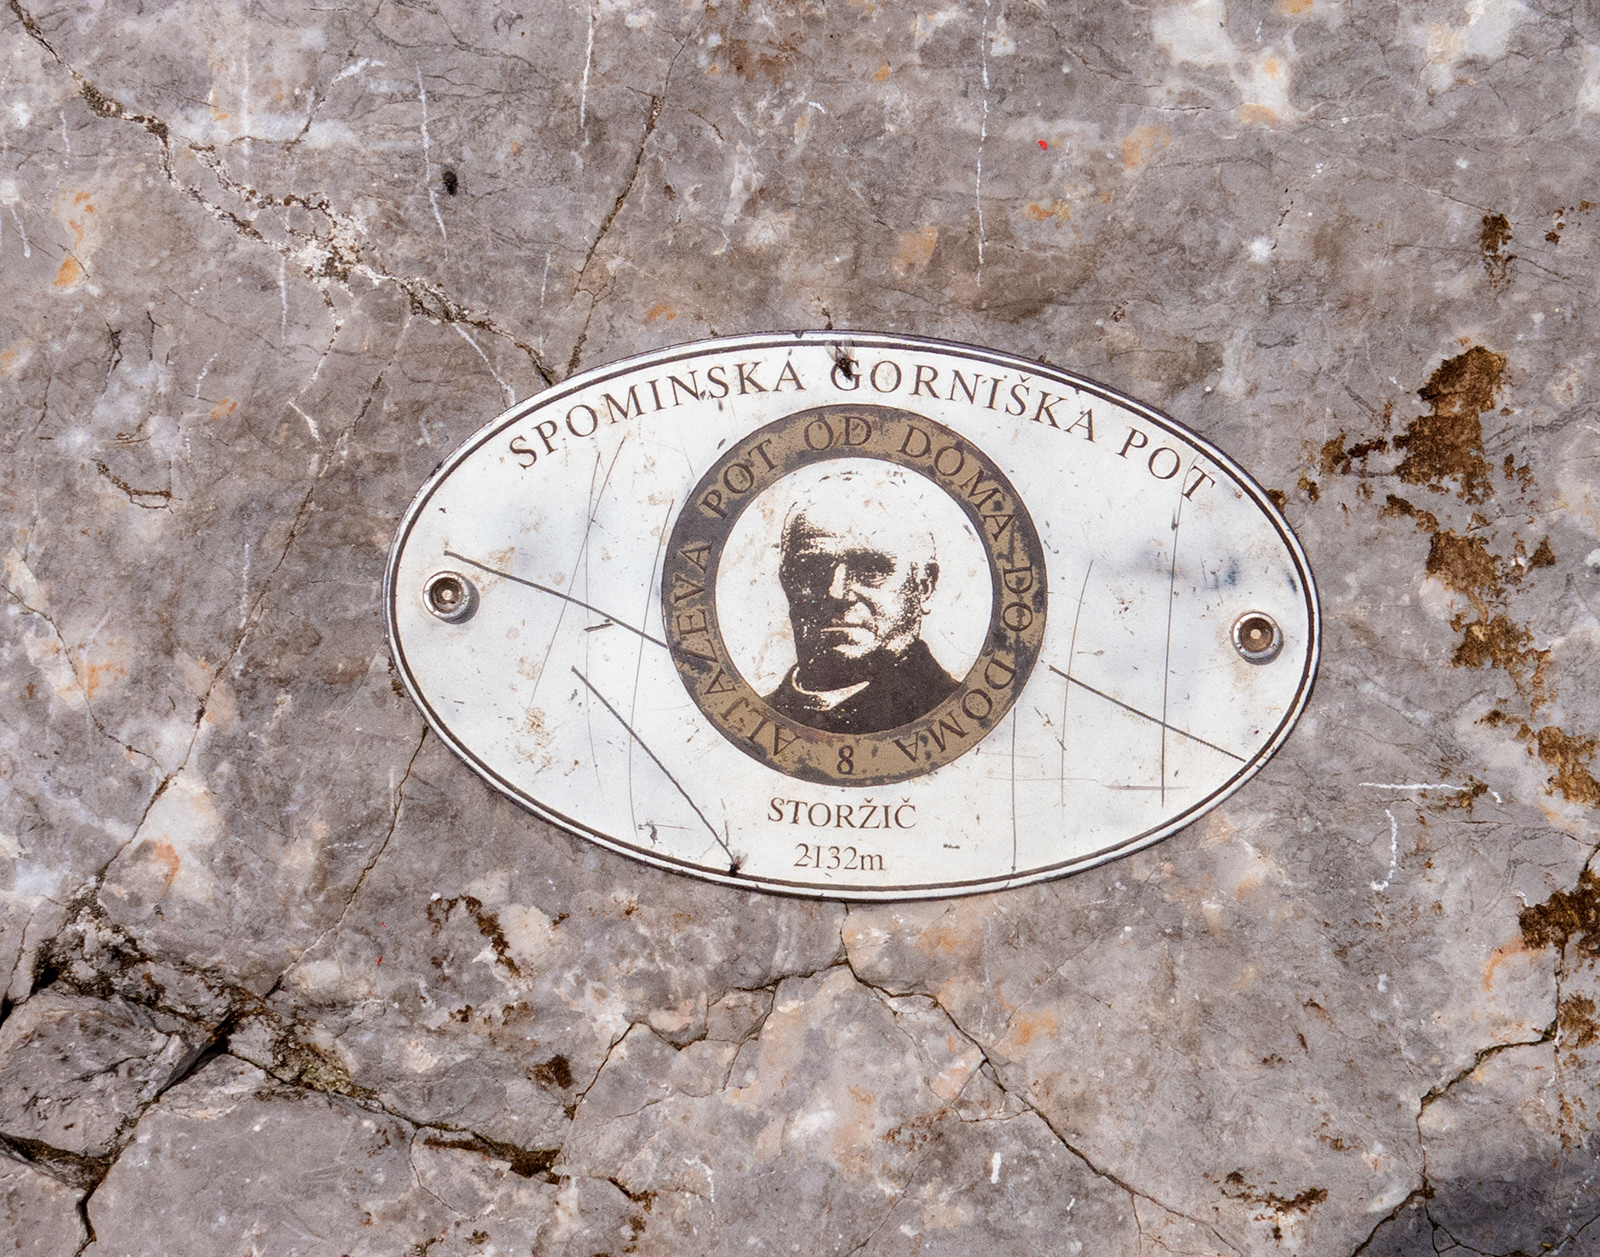 SPOMINSKA GORNIŠKA POT
ALJAŽEVA POT OD DOMA DO DOMA
8
STORŽIČ
2132m